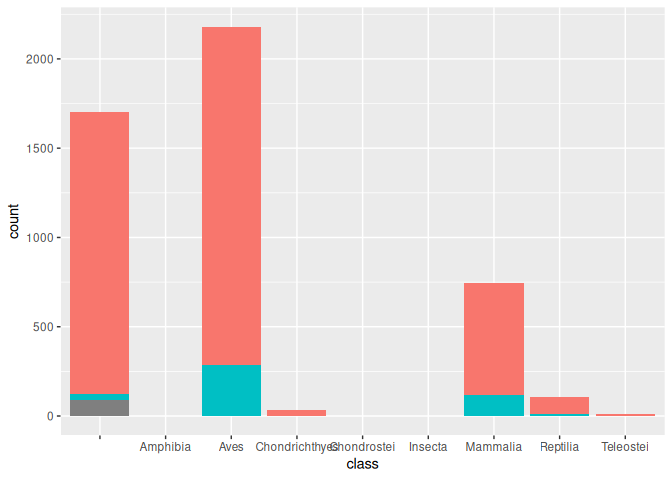 2000
1500
1000
500
0
count
Amphibia Aves Chondrichthyes Chondrostei Insecta Mammalia Reptilia Teleostei
class